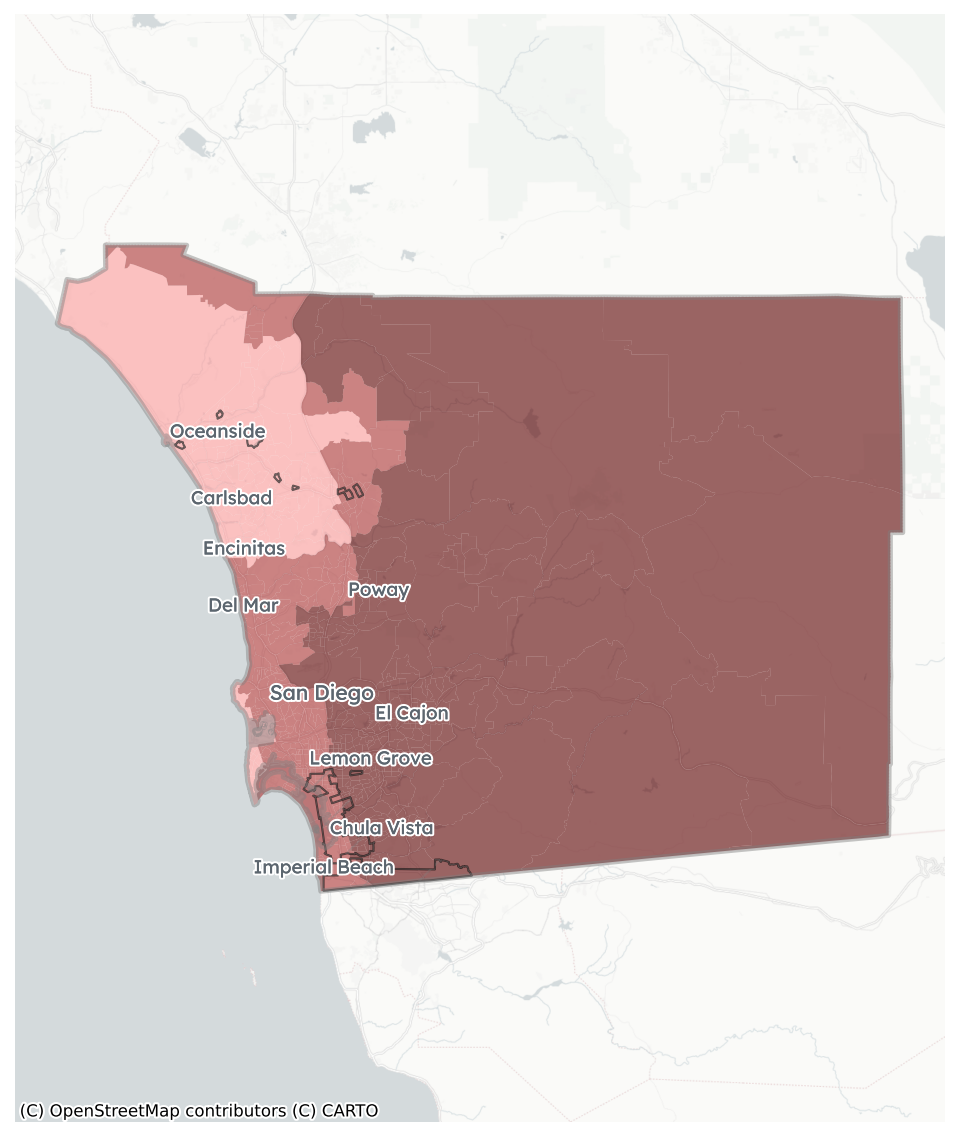 Oceanside
Carlsbad
Encinitas
Poway
Del Mar
San Diego
El Cajon
Lemon Grove
Chula Vista
Imperial Beach
(C) OpenStreetMap contributors (C) CARTO